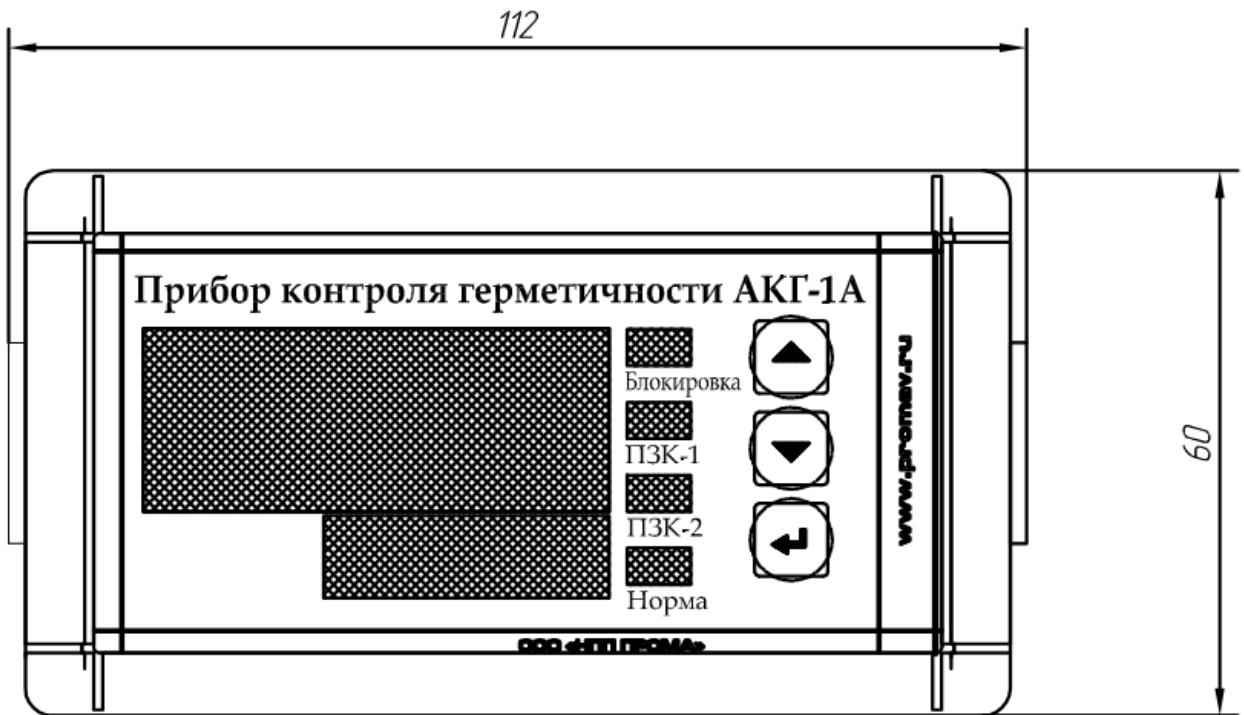 112
Прибор контроля герметичности АКГ-1А
Блокировка
ПЗК-1
ПЗК-2
Норма
www.promav.ru
60
ООО «НПП ПРОМА»